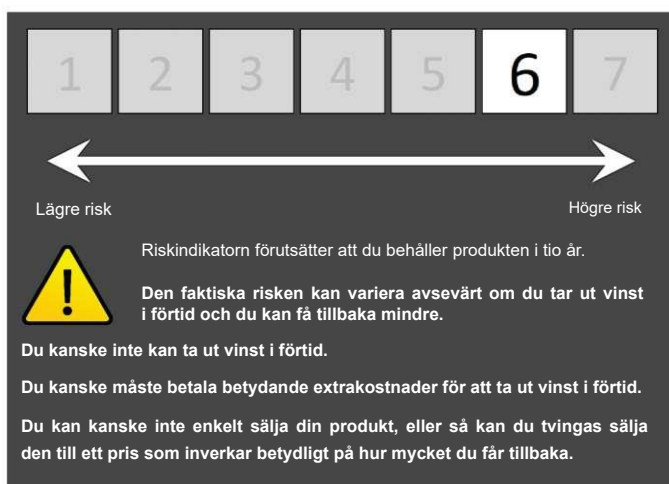 1 2 3 4 5 6 7
Lägre risk Högre risk
Riskindikatorn förutsätter att du behåller produkten i tio år.
Den faktiska risken kan variera avsevärt om du tar ut vinst
i förtid och du kan få tillbaka mindre.
Du kanske inte kan ta ut vinst i förtid.
Du kanske måste betala betydande extrakostnader för att ta ut vinst i förtid.
Du kan kanske inte enkelt sälja din produkt, eller så kan du tvingas sälja
den till ett pris som inverkar betydligt på hur mycket du får tillbaka.